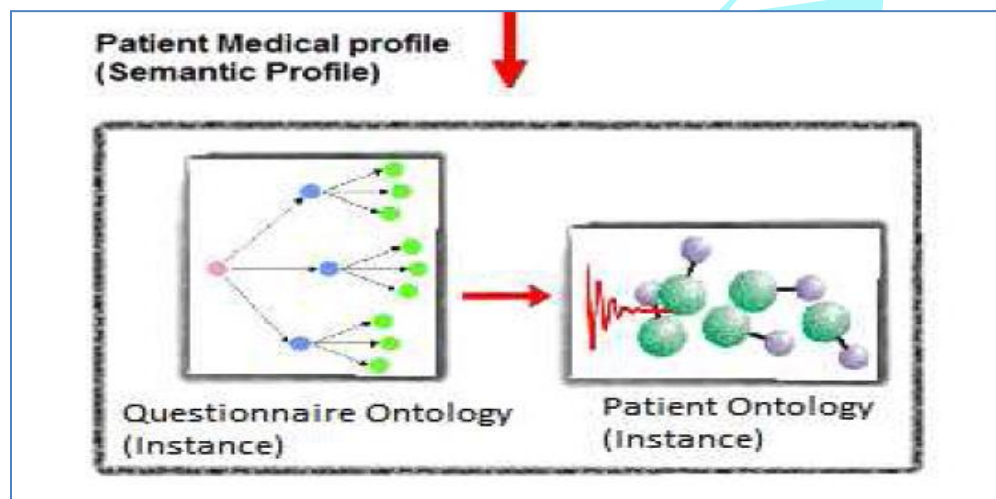 Patient Medical profile
(Semantic Profile)
Questionnaire Ontology
(Instance)
Patient Ontology
(Instance)